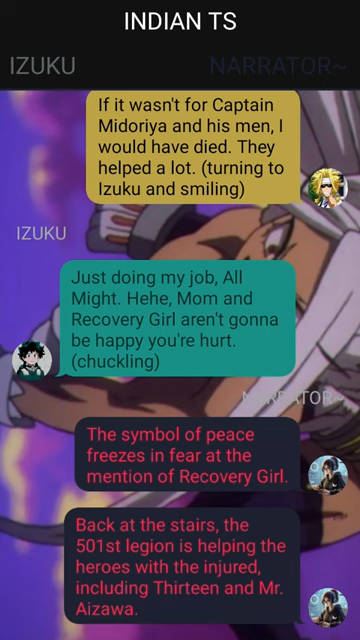 INDIAN TS
IZUKU
NARRATOR~
If it wasn't for Captain
Midoriya and his men, I
would have died. They
helped a lot. (turning to
Izuku and smiling)
IZUKU
Just doing my job, All
Might. Hehe, Mom and
Recovery Girl aren't gonna
be happy you're hurt.
(chuckling)
NARRATOR~
The symbol of peace
freezes in fear at the
mention of Recovery Girl.
Back at the stairs, the
501st legion is helping the
heroes with the injured,
including Thirteen and Mr.
Aizawa.